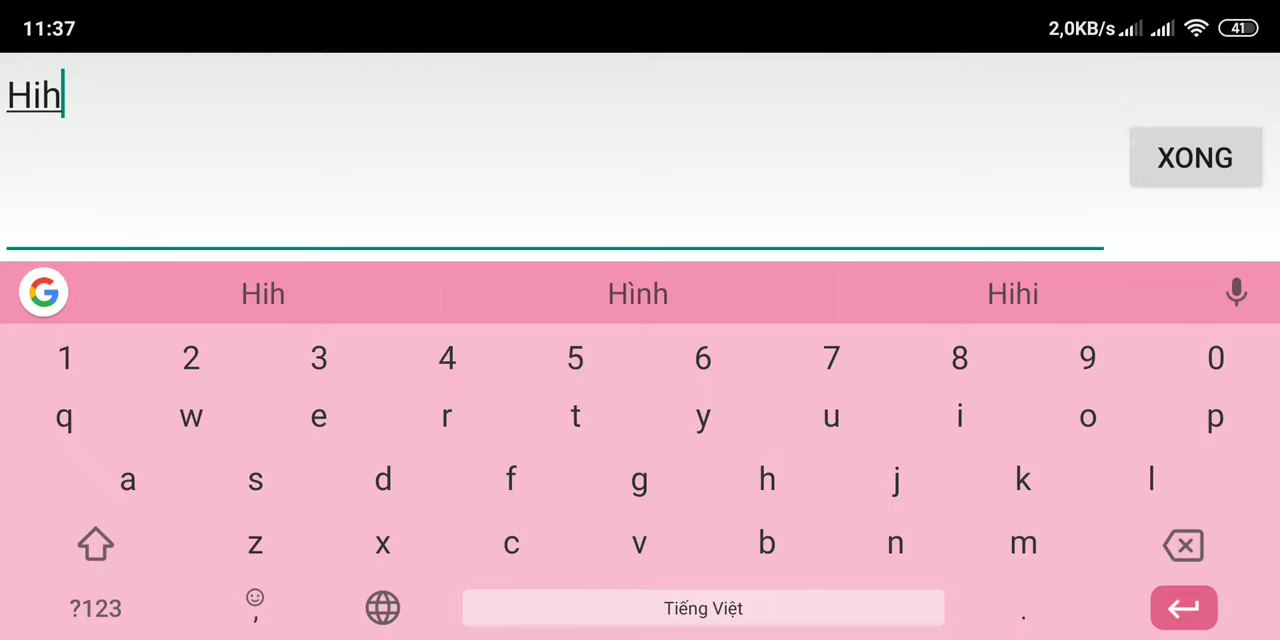 11:37 2,0KB/s 41
Hih
XONG
G Hih Hình Hihi
1 2 3 4 5 6 7 8 9 0
q w e r t y u i o p
a s d f g h j k l
z x c v b n m
?123 , Tiếng Việt .